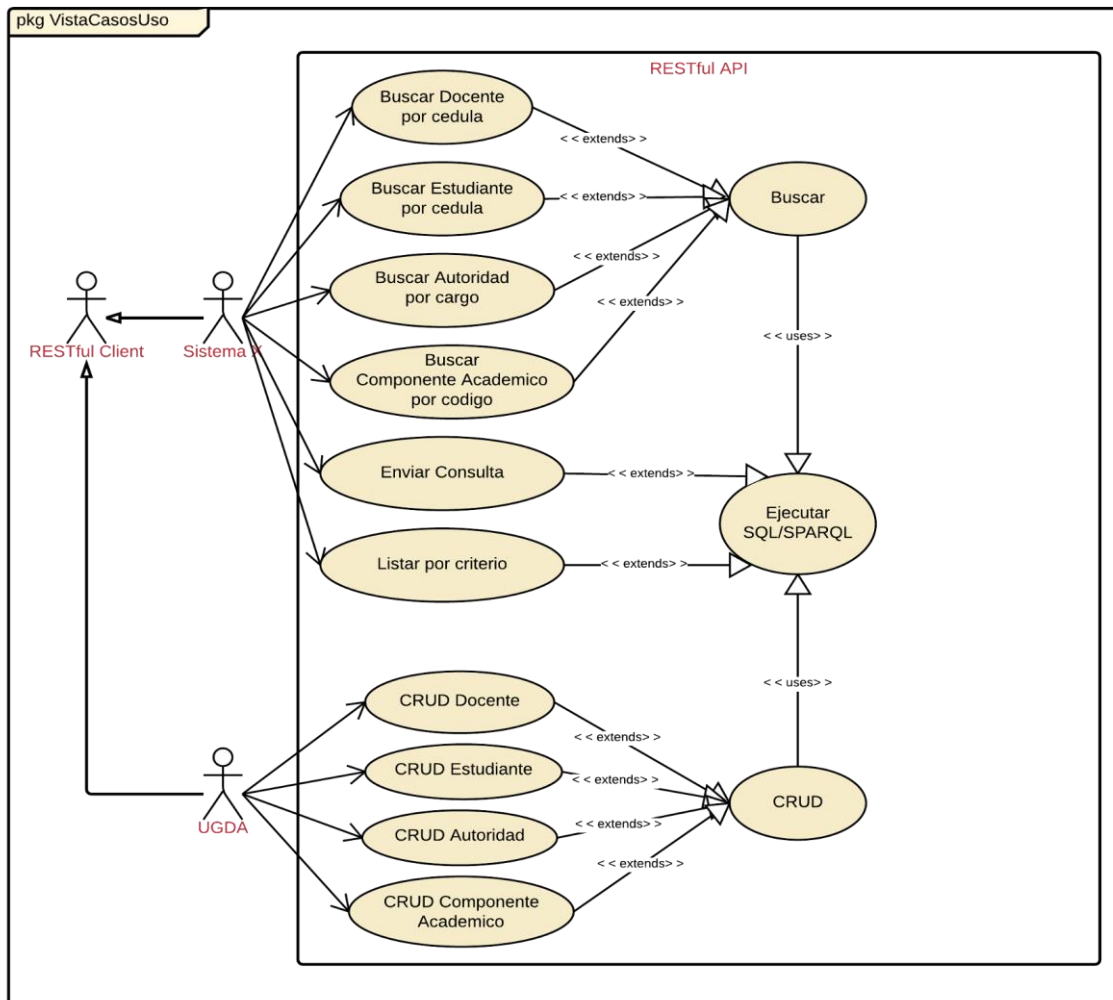 pkg VistaCasosUso
RESTful API
Buscar Docente
por cedula
< < extends> >
Buscar Estudiante
por cedula
< < extends> >
Buscar
Buscar Autoridad
por cargo
< < extends> >
< < extends> >
RESTful Client
Sistema X
< < uses> >
Buscar
Componente Academico
por codigo
Enviar Consulta
< < extends> >
Ejecutar
SQL/SPARQL
Listar por criterio
< < extends> >
CRUD Docente
< < uses> >
< < extends> >
CRUD Estudiante
< < extends> >
CRUD
UGDA
CRUD Autoridad
< < extends> >
< < extends> >
CRUD Componente
Academico